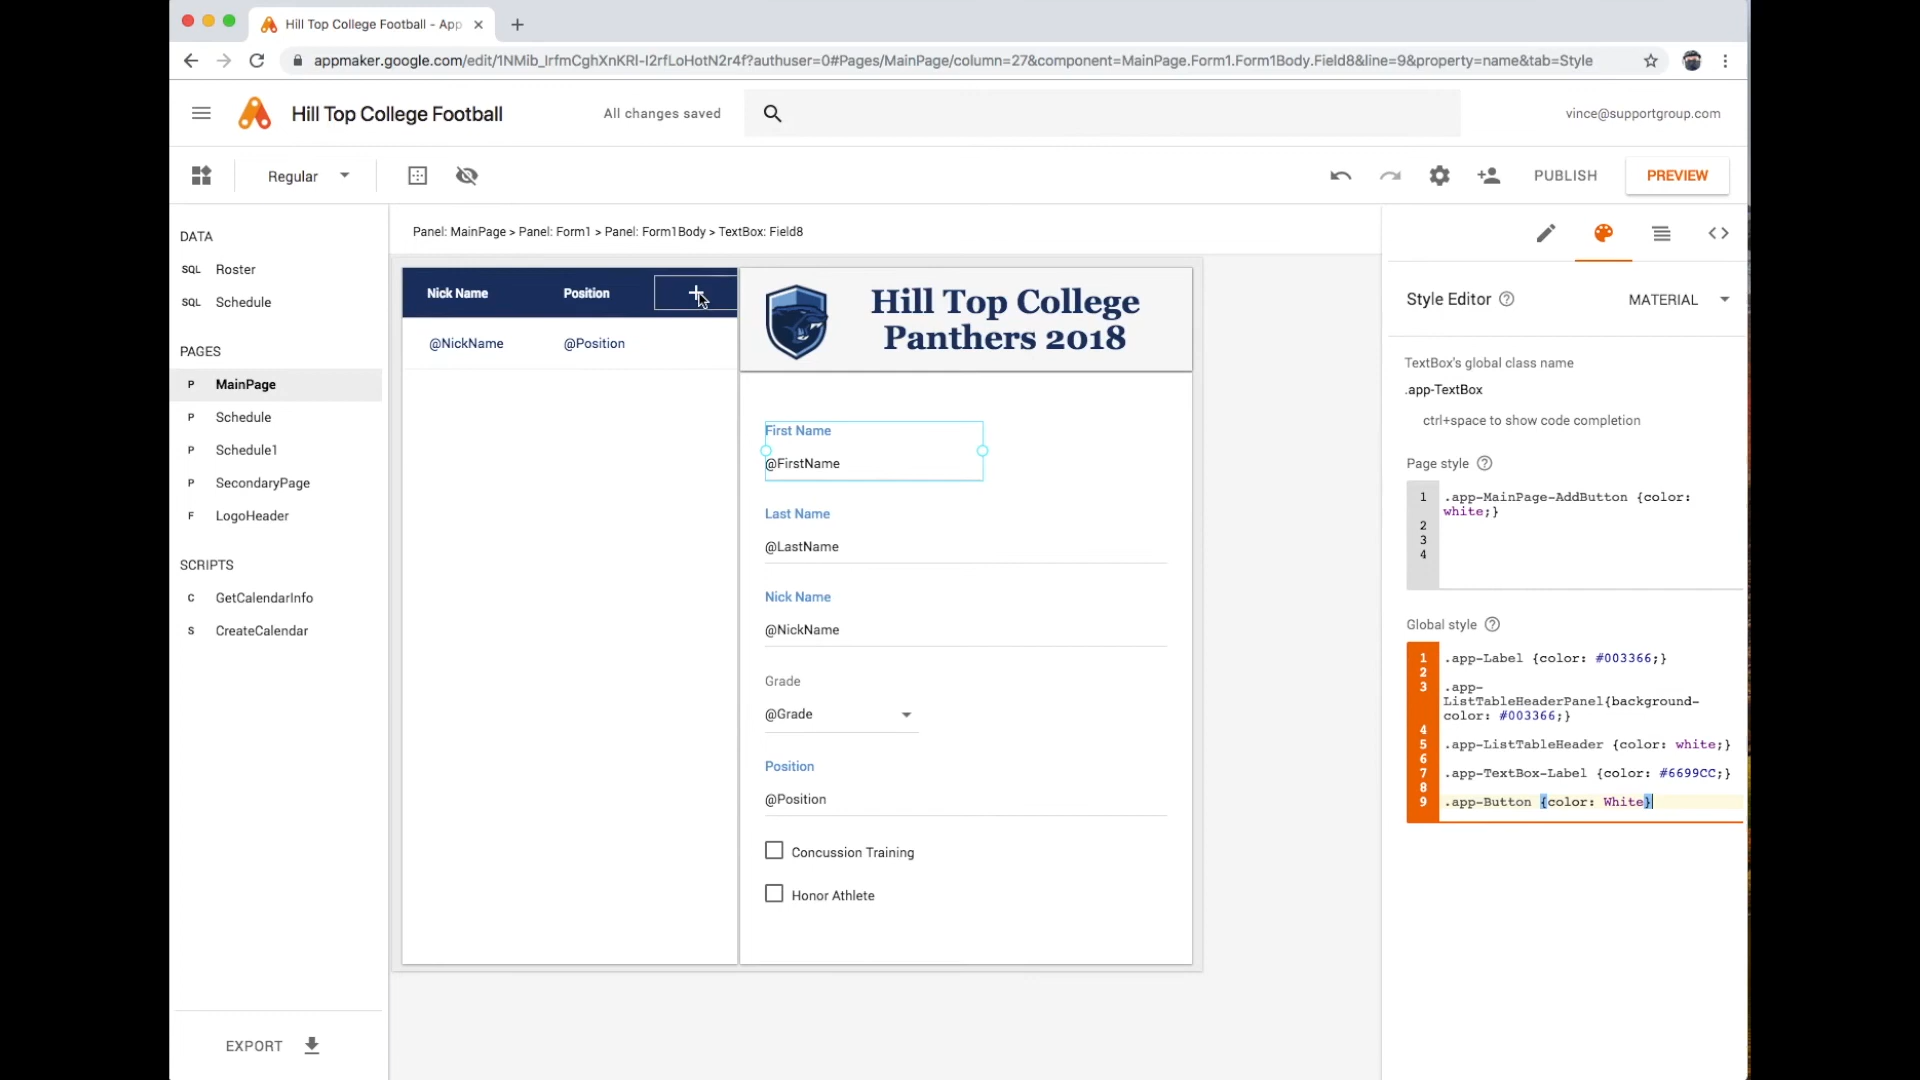 Hill Top College Football - App
appmaker.google.com/edit/1NMib_lrfmCghXnKRl-I2rfLoHotN2r4f?authuser=0#Pages/MainPage/column=27&component=MainPage.Form1.Form1Body.Field8&line=9&property=name&tab=Style
Hill Top College Football
All changes saved
vince@supportgroup.com
Regular
PUBLISH
PREVIEW
DATA
SQL Roster
SQL Schedule
PAGES
P MainPage
P Schedule
P Schedule1
P SecondaryPage
F LogoHeader
SCRIPTS
C GetCalendarInfo
S CreateCalendar
EXPORT
Panel: MainPage > Panel: Form1 > Panel: Form1Body > TextBox: Field8
Nick Name Position
@NickName @Position
Hill Top College
Panthers 2018
First Name
@FirstName
Last Name
@LastName
Nick Name
@NickName
Grade
@Grade
Position
@Position
Concussion Training
Honor Athlete
Style Editor MATERIAL
TextBox's global class name
.app-TextBox
ctrl+space to show code completion
Page style
1 .app-MainPage-AddButton {color:
white;}
2
3
4
Global style
1 .app-Label {color: #003366;}
2
3 .app-
ListTableHeaderPanel{background-
color: #003366;}
4
5 .app-ListTableHeader {color: white;}
6
7 .app-TextBox-Label {color: #6699CC;}
8
9 .app-Button {color: White}